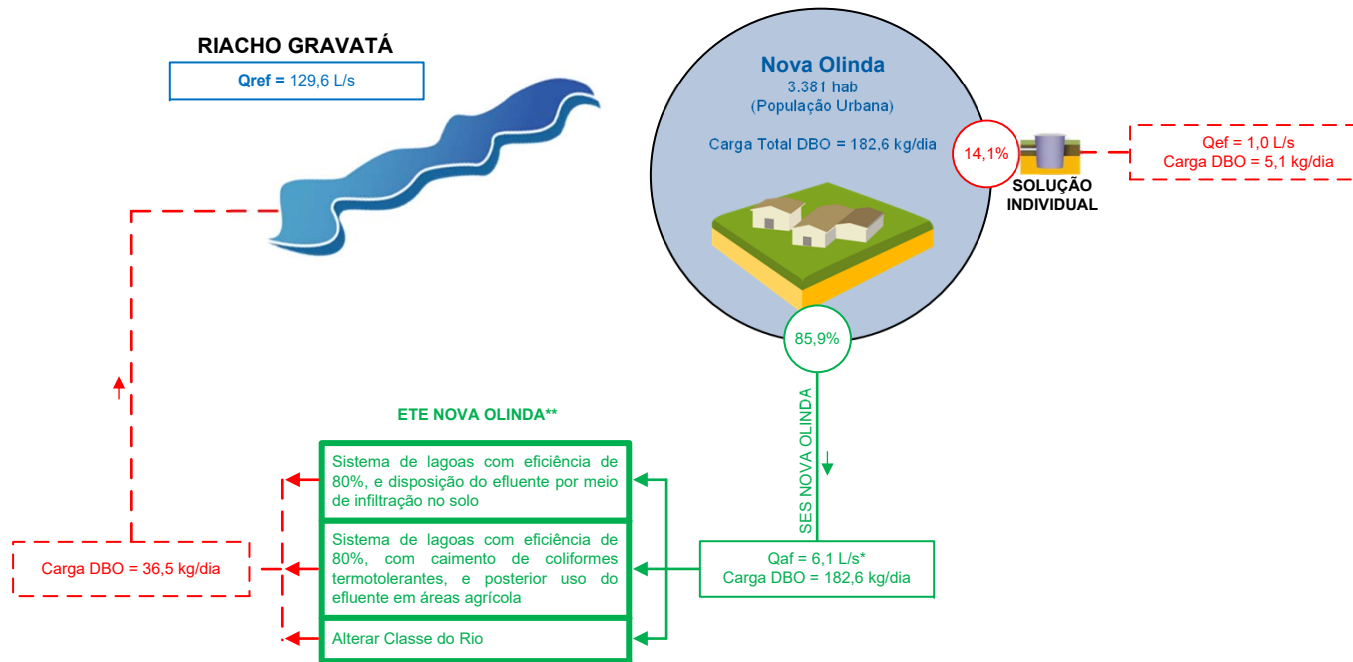 RIACHO GRAVATÁ
Qref = 129,6 L/s
Nova Olinda
3.381 hab
(População Urbana)
Carga Total DBO = 182,6 kg/dia
14,1%
SOLUÇÃO
INDIVIDUAL
Qef = 1,0 L/s
Carga DBO = 5,1 kg/dia
85,9%
SES NOVA OLINDA
ETE NOVA OLINDA**
Sistema de lagoas com eficiência de
80%, e disposição do efluente por meio
de infiltração no solo
Sistema de lagoas com eficiência de
80%, com caimento de coliformes
termotolerantes, e posterior uso do
efluente em áreas agrícola
Alterar Classe do Rio
Qaf = 6,1 L/s*
Carga DBO = 182,6 kg/dia
Carga DBO = 36,5 kg/dia